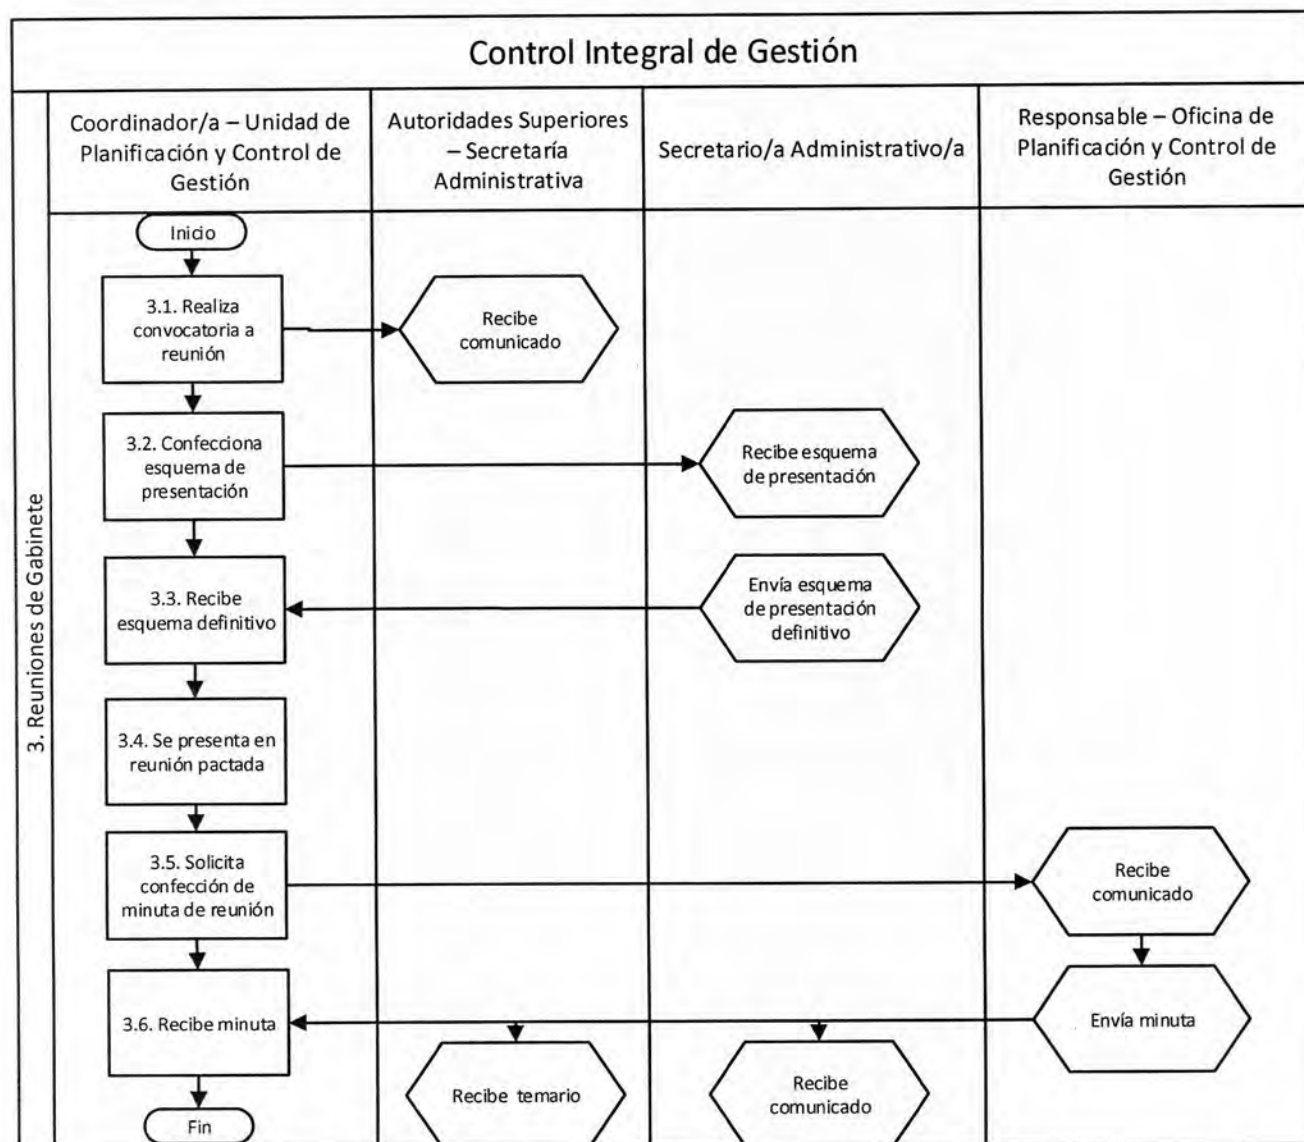 Control Integral de Gestión
Coordinador/a – Unidad de
Planificación y Control de
Gestión
Autoridades Superiores
– Secretaría
Administrativa
Secretario/a Administrativo/a
Responsable – Oficina de
Planificación y Control de
Gestión
3. Reuniones de Gabinete
Inicio
3.1. Realiza
convocatoria a
reunión
Recibe
comunicado
3.2. Confecciona
esquema de
presentación
Recibe esquema
de presentación
3.3. Recibe
esquema definitivo
Envía esquema
de presentación
definitivo
3.4. Se presenta en
reunión pactada
3.5. Solicita
confección de
minuta de reunión
Recibe
comunicado
3.6. Recibe minuta
Envía minuta
Recibe temario
Recibe
comunicado
Fin